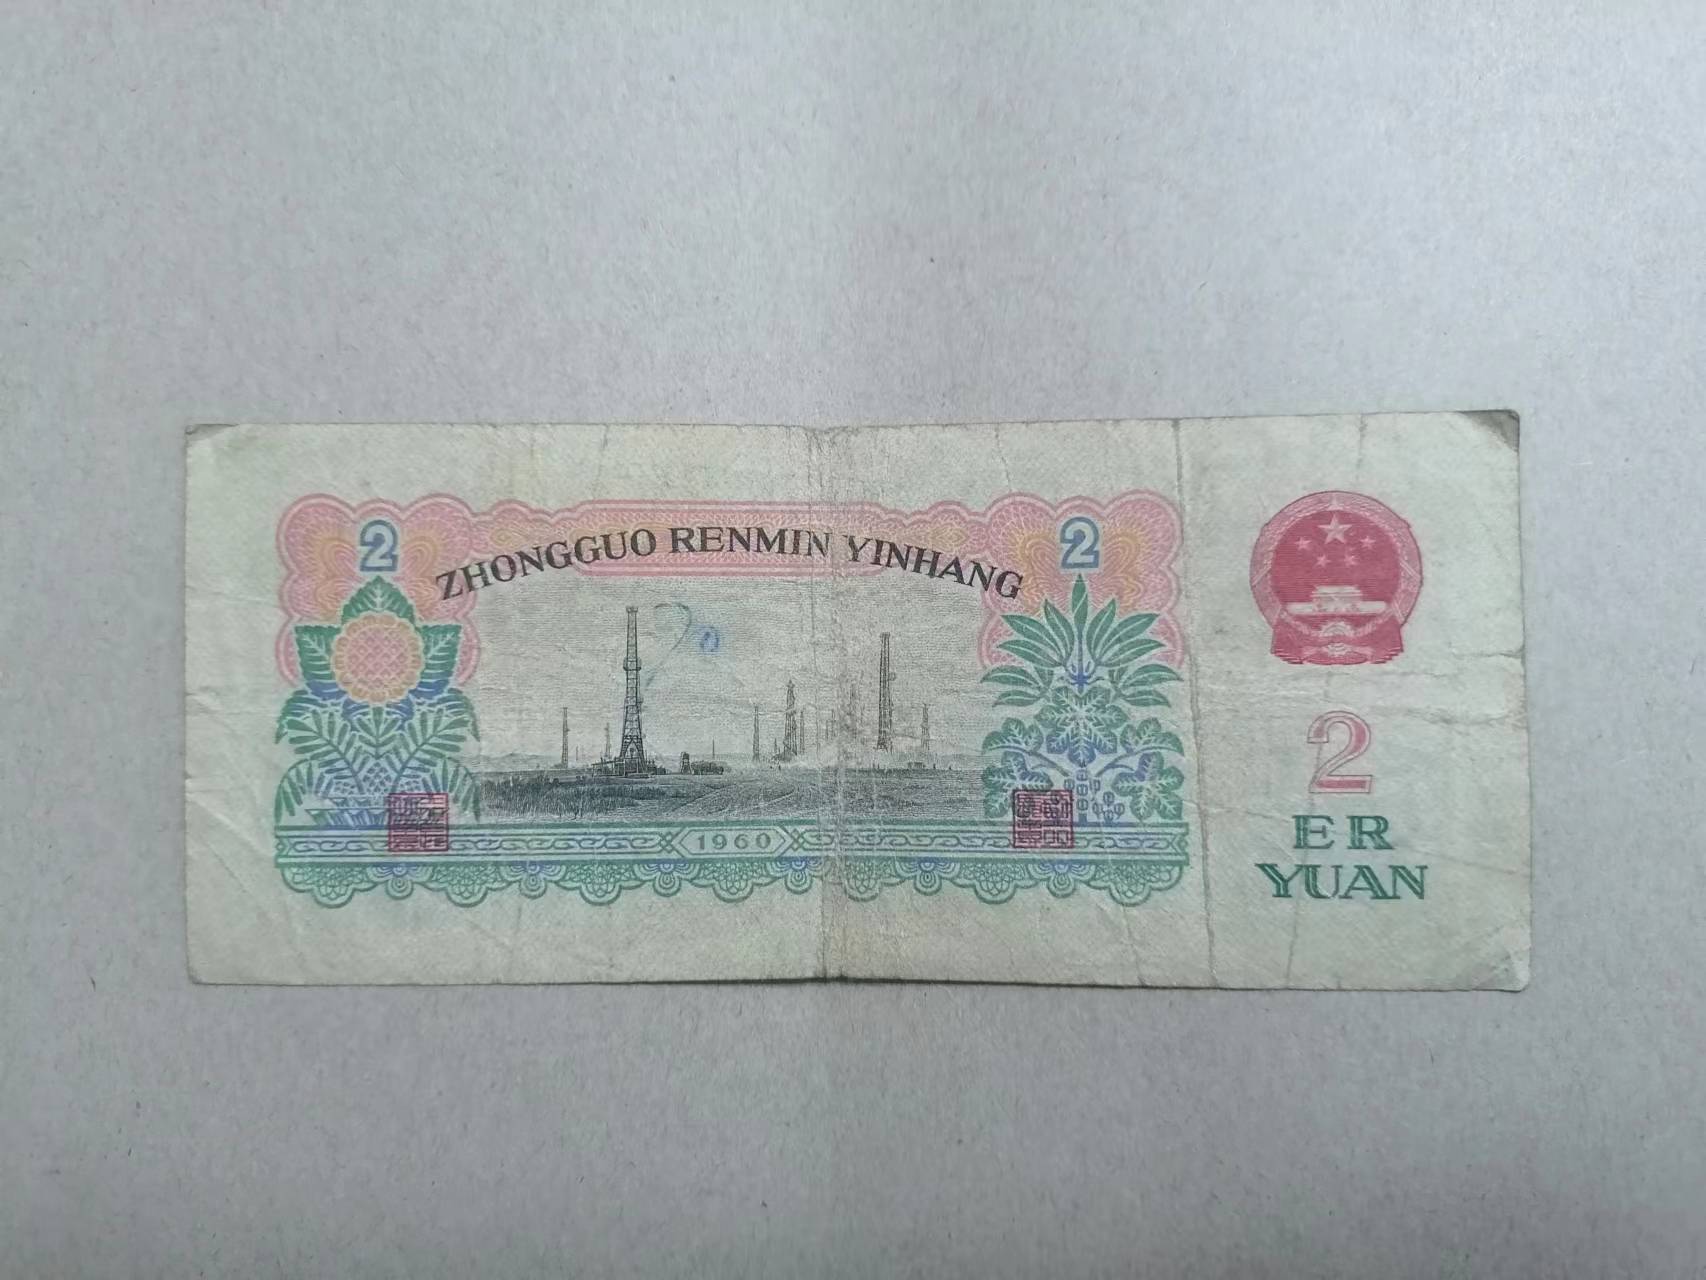 2 ZHONGGUO RENMIN YINHANG 2
1960
2
ER
YUAN